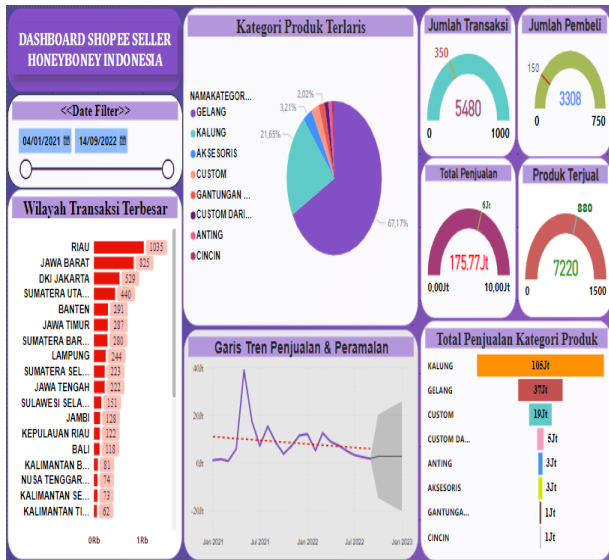 DASHBOARD SHOPEE SELLER
HONEYBONEY INDONESIA
<<Date Filter>>
04/01/2021
14/09/2022
Wilayah Transaksi Terbesar
RIAU 1035
JAWA BARAT 825
DKI JAKARTA 529
SUMATERA UTA... 440
BANTEN 291
JAWA TIMUR 287
SUMATERA BAR... 280
LAMPUNG 244
SUMATERA SEL... 223
JAWA TENGAH 222
SULAWESI SELA... 151
JAMBI 128
KEPULAUAN RIAU 122
BALI 118
KALIMANTAN B... 81
NUSA TENGGAR... 74
KALIMANTAN SE... 73
KALIMANTAN TI... 62
0Rb 1Rb
Kategori Produk Terlaris
NAMAKATEGOR...
GELANG
KALUNG
AKSESORIS
CUSTOM
GANTUNGAN ...
CUSTOM DARI...
ANTING
CINCIN
2,02%
3,21%
21,65%
67,17%
Garis Tren Penjualan & Peramalan
40Jt
20Jt
0Jt
-20Jt
Jan 2021 Jul 2021 Jan 2022 Jul 2022 Jan 2023
Jumlah Transaksi
350
5480
0 1000
Jumlah Pembeli
150
3308
0 750
Total Penjualan
175.77Jt
0,00Jt 10,00Jt
Produk Terjual
880
7220
0 1500
Total Penjualan Kategori Produk
KALUNG 105Jt
GELANG 37Jt
CUSTOM 19Jt
CUSTOM DA... 5Jt
ANTING 3Jt
AKSESORIS 3Jt
GANTUNGA... 1Jt
CINCIN 1Jt